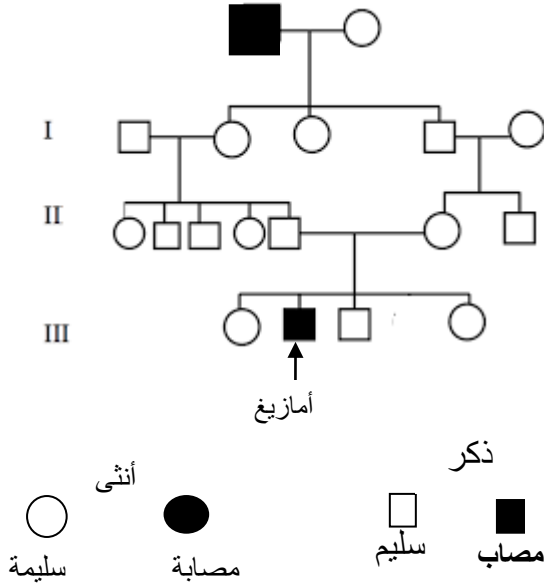 I
II
III
أمازيغ
ذكر
أنثى
مصاب
سليم
مصابة
سليمة